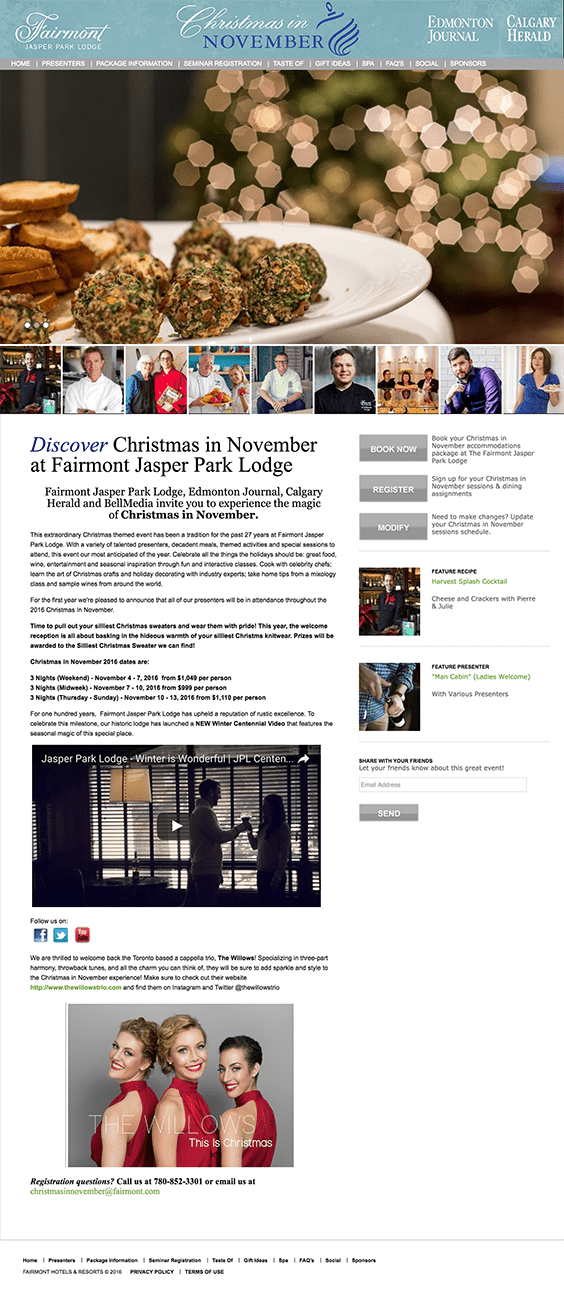 Fairmont
JASPER PARK LODGE
Christmas in
NOVEMBER
EDMONTON
JOURNAL
CALGARY
HERALD
HOME | PRESENTERS | PACKAGE INFORMATION | SEMINAR REGISTRATION | TASTE OF | GIFT IDEAS | SPA | FAQ'S | SOCIAL | SPONSORS
Discover Christmas in November
at Fairmont Jasper Park Lodge
Fairmont Jasper Park Lodge, Edmonton Journal, Calgary
Herald and BellMedia invite you to experience the magic
of Christmas in November.
This extraordinary Christmas themed event has been a tradition for the past 27 years at Fairmont Jasper
Park Lodge. With a variety of talented presenters, decadent meals, themed activities and special sessions to
attend, this event our most anticipated of the year. Celebrate all the things the holidays should be: great food,
wine, entertainment and seasonal inspiration through fun and interactive classes. Cook with celebrity chefs;
learn the art of Christmas crafts and holiday decorating with industry experts; take home tips from a mixology
class and sample wines from around the world.
For the first year we're pleased to announce that all of our presenters will be in attendance throughout the
2016 Christmas in November.
Time to pull out your silliest Christmas sweaters and wear them with pride! This year, the welcome
reception is all about basking in the hideous warmth of your silliest Christms knitwear. Prizes will be
awarded to the Silliest Christmas Sweater we can find!
Christmas in November 2016 dates are:
3 Nights (Weekend) - November 4 - 7, 2016 from $1,049 per person
3 Nights (Midweek) - November 7 - 10, 2016 from $999 per person
3 Nights (Thursday - Sunday) - November 10 - 13, 2016 from $1,110 per person
For one hundred years, Fairmont Jasper Park Lodge has upheld a reputation of rustic excellence. To
celebrate this milestone, our historic lodge has launched a NEW Winter Centennial Video that features the
seasonal magic of this special place.
Jasper Park Lodge - Winter is Wonderful | JPL Centen...
Follow us on:
You Tube
We are thrilled to welcome back the Toronto based a cappella trio, The Willows! Specializing in three-part
harmony, throwback tunes, and all the charm you can think of, they will be sure to add sparkle and style to
the Christmas in November experience! Make sure to check out their website
http://www.thewillowstrio.com and find them on Instagram and Twitter @thewillowstrio
THE WILLOWS
This Is Christmas
Registration questions? Call us at 780-852-3301 or email us at
christmasinnovember@fairmont.com
BOOK NOW
Book your Christmas in
November accommodations
package at The Fairmont Jasper
Park Lodge
REGISTER
Sign up for your Christmas in
November sessions & dining
assignments
MODIFY
Need to make changes? Update
your Christmas in November
sessions schedule.
FEATURE RECIPE
Harvest Splash Cocktail
Cheese and Crackers with Pierre
& Julie
FEATURE PRESENTER
"Man Cabin" (Ladies Welcome)
With Various Presenters
SHARE WITH YOUR FRIENDS
Let your friends know about this great event!
Email Address
SEND
Home | Presenters | Package Information | Seminar Registration | Taste Of | Gift Ideas | Spa | FAQ's | Social | Sponsors
FAIRMONT HOTELS & RESORTS © 2016 PRIVACY POLICY | TERMS OF USE